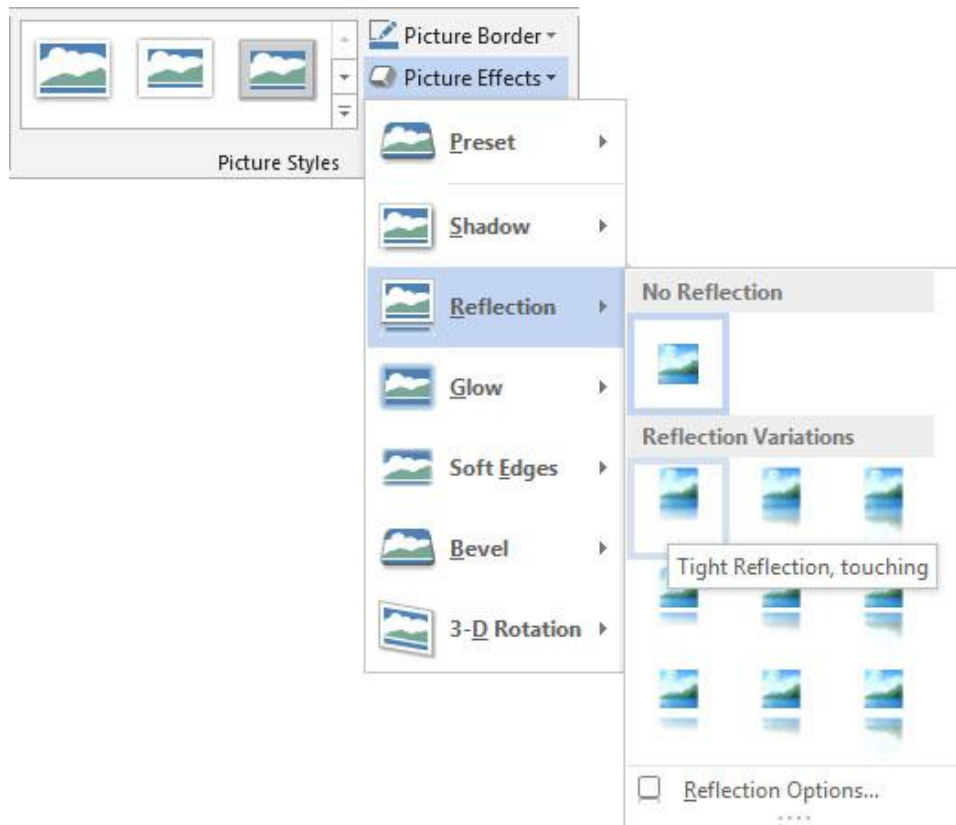 Picture Border
Picture Effects
Picture Styles
Preset
Shadow
Reflection
Glow
Soft Edges
Bevel
3-D Rotation
No Reflection
Reflection Variations
Tight Reflection, touching
Reflection Options...